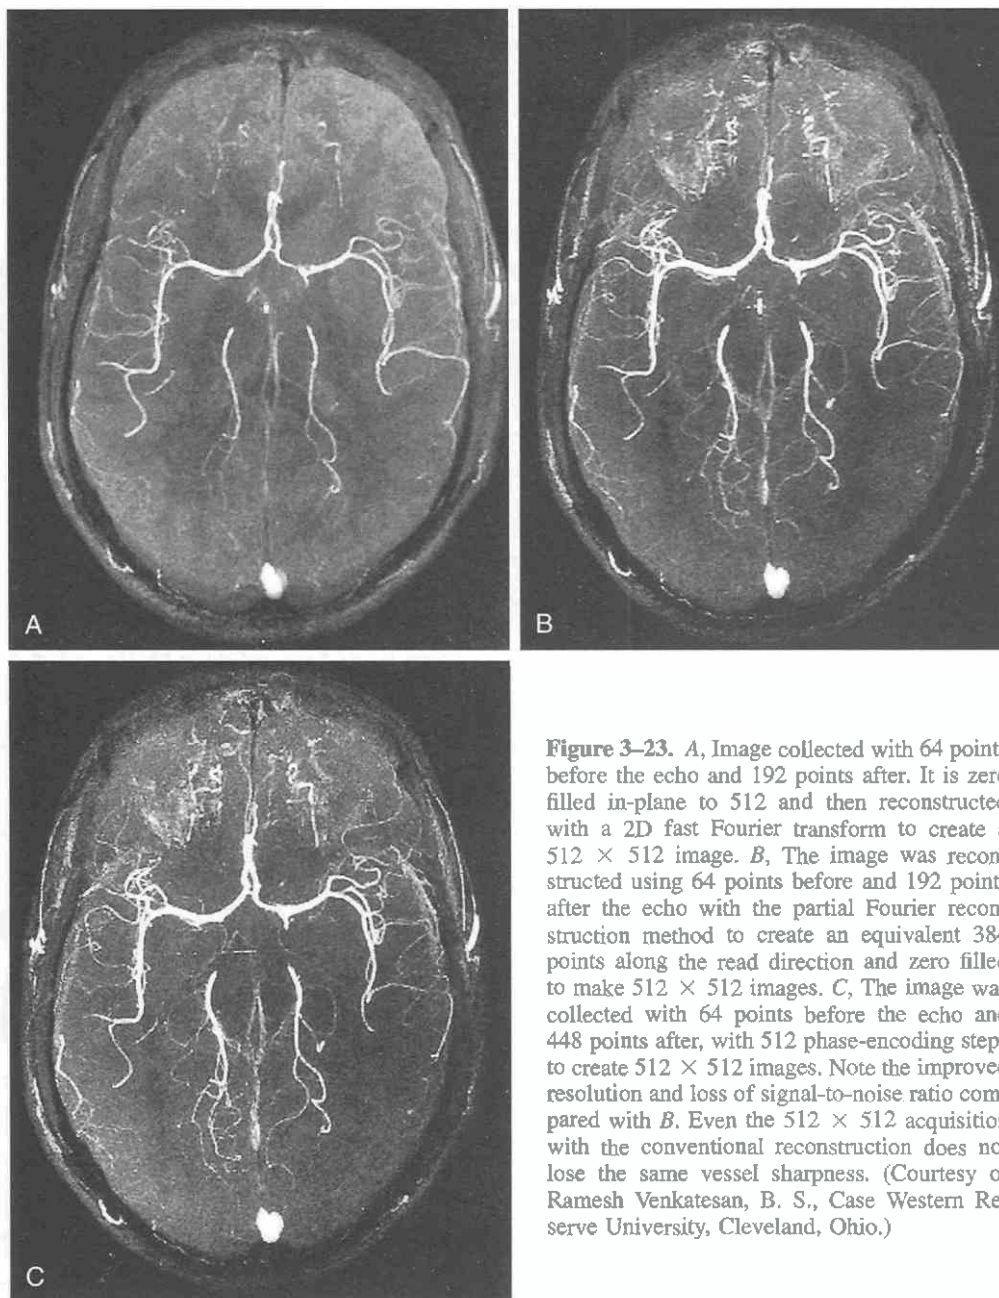 A
B
C
Figure 3–23. A, Image collected with 64 point
before the echo and 192 points after. It is zero
filled in-plane to 512 and then reconstructed
with a 2D fast Fourier transform to create
512 × 512 image. B, The image was recon
structed using 64 points before and 192 point
after the echo with the partial Fourier recon
struction method to create an equivalent 384
points along the read direction and zero filled
to make 512 × 512 images. C, The image wa
collected with 64 points before the echo and
448 points after, with 512 phase-encoding step
to create 512 × 512 images. Note the improved
resolution and loss of signal-to-noise ratio com
pared with B. Even the 512 × 512 acquisition
with the conventional reconstruction does no
lose the same vessel sharpness. (Courtesy o
Ramesh Venkatesan, B. S., Case Western Re
serve University, Cleveland, Ohio.)